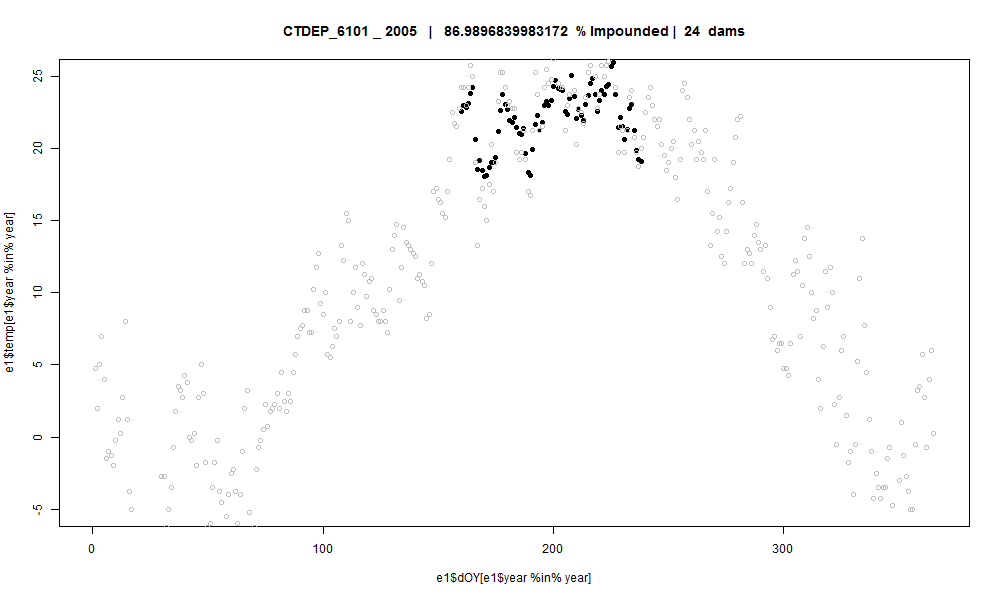 CTDEP_6101 _ 2005 | 86.9896839983172 % Impounded | 24 dams
e1$temp[e1$year %in% year]
25
20
15
10
5
0
-5
0 100 200 300
e1$dOY[e1$year %in% year]